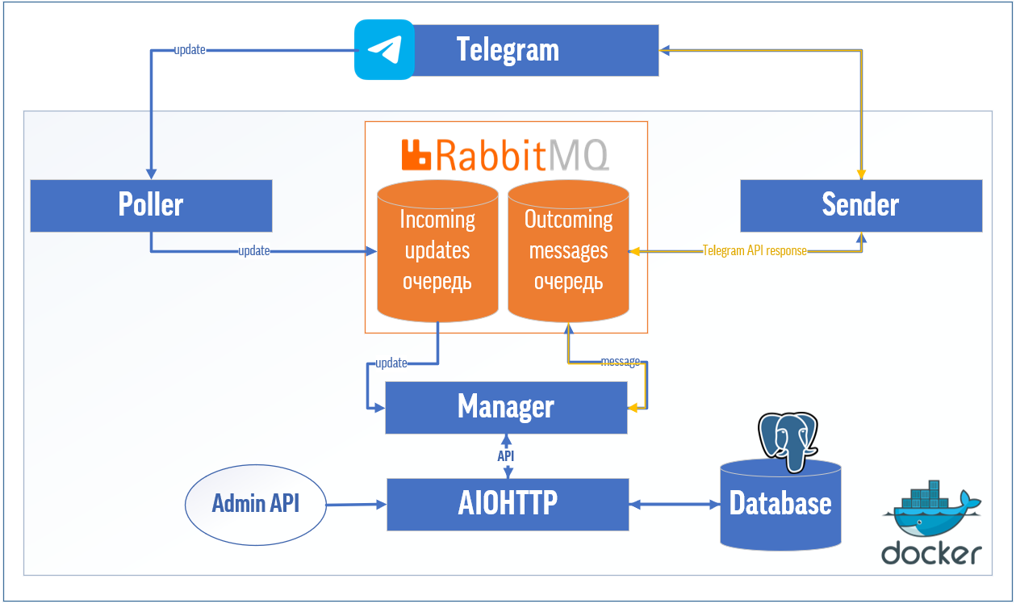 Telegram
update
RabbitMQ
Poller
Incoming
updates
очередь
Outcoming
messages
очередь
Sender
update
Telegram API response
update
message
Manager
API
Admin API
AIOHTTP
Database
docker